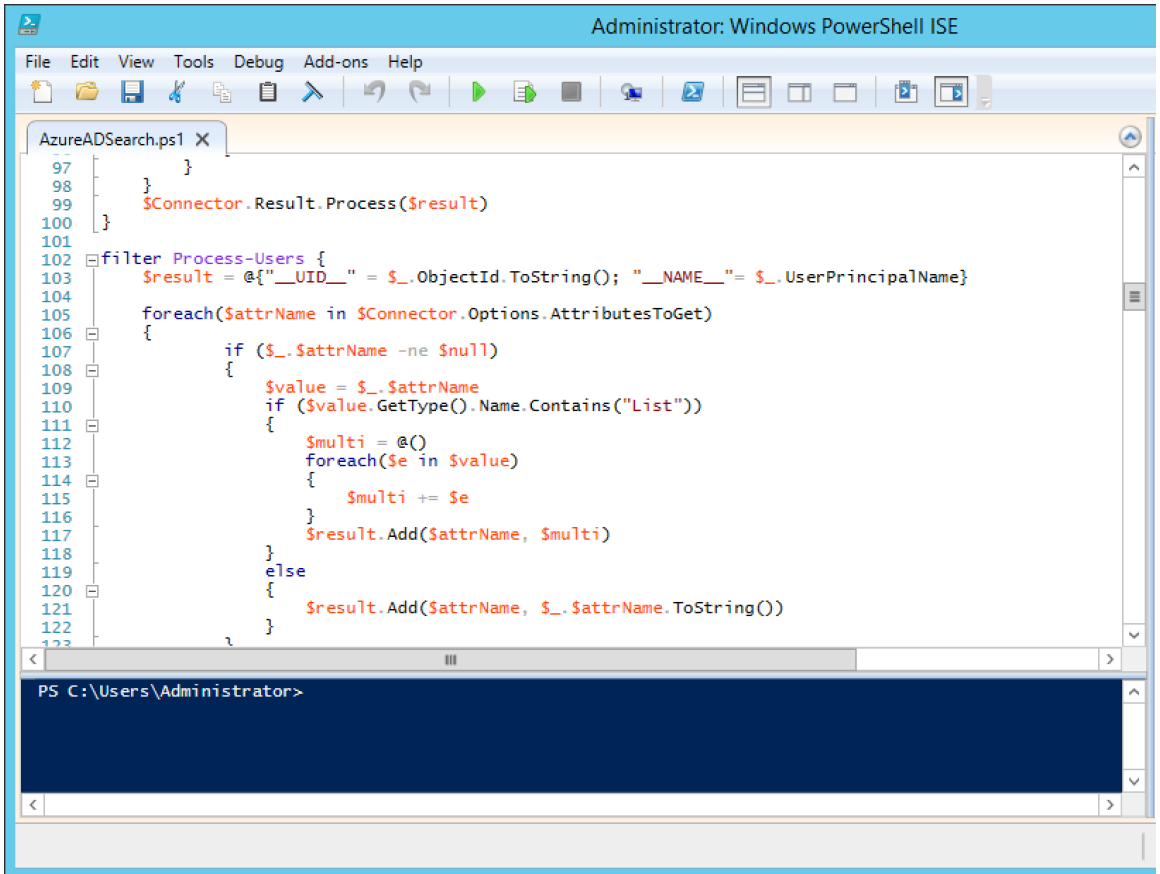 Administrator: Windows PowerShell ISE
File Edit View Tools Debug Add-ons Help
AzureADSearch.ps1
97             }
98         }
99         $Connector.Result.Process($result)
100 }
101
102 filter Process-Users {
103     $result = @{"__UID__" = $_.ObjectId.ToString(); "__NAME__"= $_.UserPrincipalName}
104
105     foreach($attrName in $Connector.Options.AttributesToGet)
106     {
107             if ($_.$attrName -ne $null)
108             {
109                 $value = $_.$attrName
110                 if ($value.GetType().Name.Contains("List"))
111                 {
112                     $multi = @()
113                     foreach($e in $value)
114                     {
115                         $multi += $e
116                     }
117                     $result.Add($attrName, $multi)
118                 }
119                 else
120                 {
121                     $result.Add($attrName, $_.$attrName.ToString())
122                 }
123             }
PS C:\Users\Administrator>